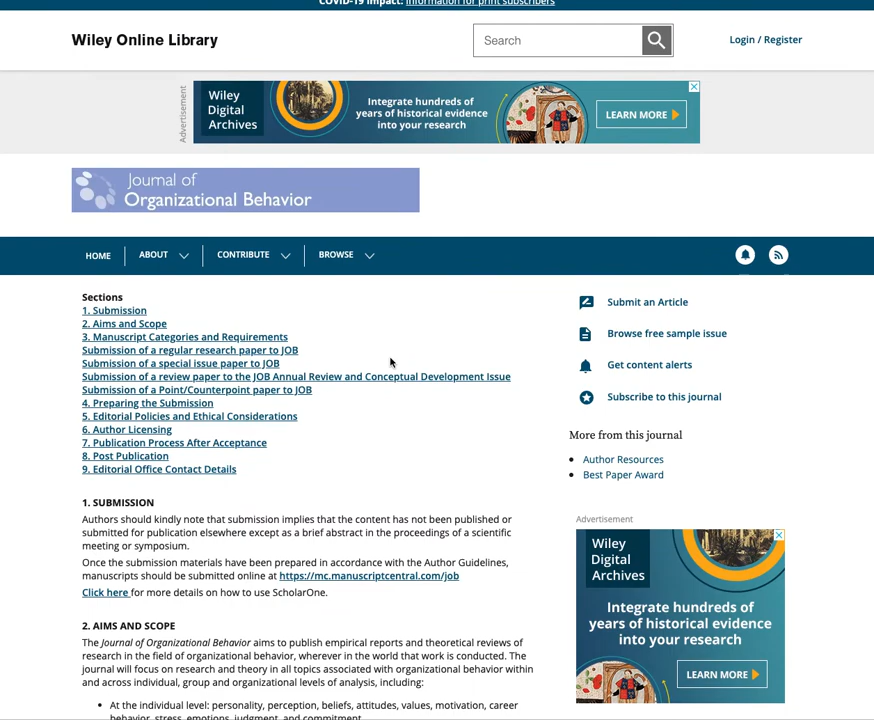 COVID-19 Impact: Information for print subscribers
Wiley Online Library
Search
Login / Register
Advertisement
Wiley
Digital
Archives
Integrate hundreds of
years of historical evidence
into your research
LEARN MORE
Journal of
Organizational Behavior
HOME
ABOUT
CONTRIBUTE
BROWSE
Sections
1. Submission
2. Aims and Scope
3. Manuscript Categories and Requirements
Submission of a regular research paper to JOB
Submission of a special issue paper to JOB
Submission of a review paper to the JOB Annual Review and Conceptual Development Issue
Submission of a Point/Counterpoint paper to JOB
4. Preparing the Submission
5. Editorial Policies and Ethical Considerations
6. Author Licensing
7. Publication Process After Acceptance
8. Post Publication
9. Editorial Office Contact Details
1. SUBMISSION
Authors should kindly note that submission implies that the content has not been published or
submitted for publication elsewhere except as a brief abstract in the proceedings of a scientific
meeting or symposium.
Once the submission materials have been prepared in accordance with the Author Guidelines,
manuscripts should be submitted online at https://mc.manuscriptcentral.com/job
Click here for more details on how to use ScholarOne.
2. AIMS AND SCOPE
The Journal of Organizational Behavior aims to publish empirical reports and theoretical reviews of
research in the field of organizational behavior, wherever in the world that work is conducted. The
journal will focus on research and theory in all topics associated with organizational behavior within
and across individual, group and organizational levels of analysis, including:
• At the individual level: personality, perception, beliefs, attitudes, values, motivation, career
behavior, stress, emotions, judgment, and commitment.
Submit an Article
Browse free sample issue
Get content alerts
Subscribe to this journal
More from this journal
• Author Resources
• Best Paper Award
Advertisement
Wiley
Digital
Archives
Integrate hundreds of
years of historical evidence
into your research
LEARN MORE